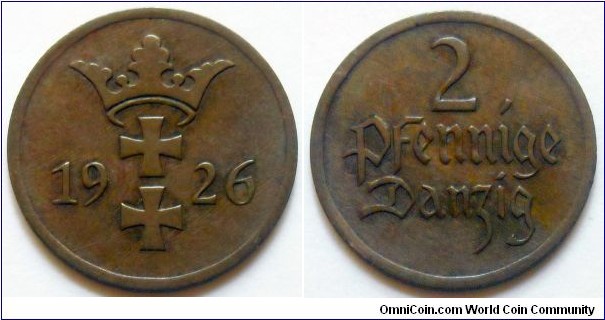 19 26
2
Pfennige
Danzig
OmniCoin.com World Coin Community